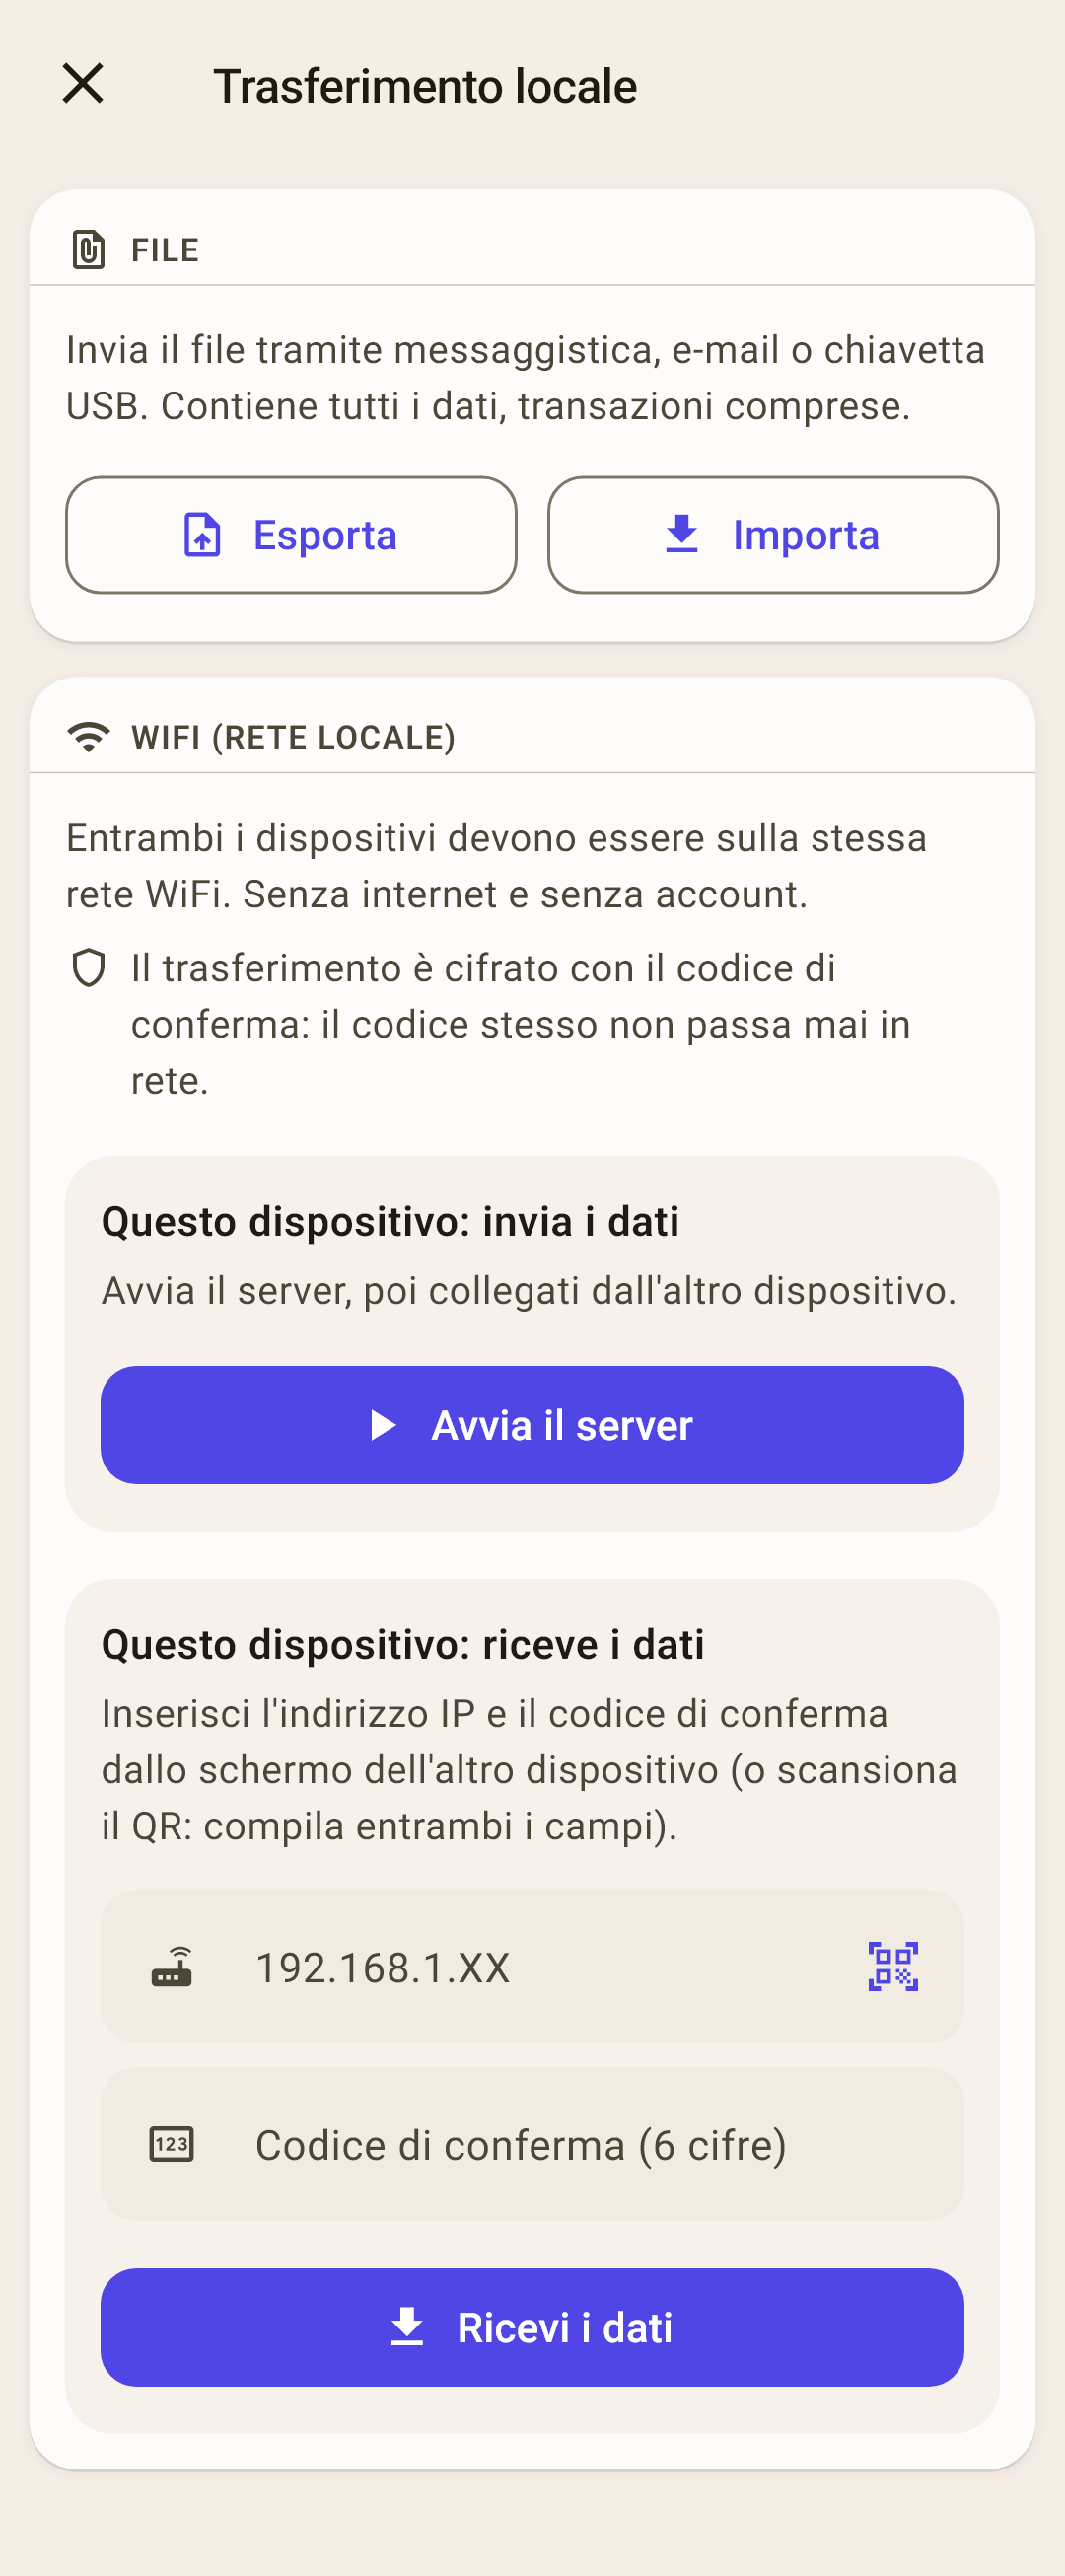 Trasferimento locale
FILE
Invia il file tramite messaggistica, e-mail o chiavetta
USB. Contiene tutti i dati, transazioni comprese.
Esporta
Importa
WIFI (RETE LOCALE)
Entrambi i dispositivi devono essere sulla stessa
rete WiFi. Senza internet e senza account.
Il trasferimento è cifrato con il codice di
conferma: il codice stesso non passa mai in
rete.
Questo dispositivo: invia i dati
Avvia il server, poi collegati dall'altro dispositivo.
Avvia il server
Questo dispositivo: riceve i dati
Inserisci l'indirizzo IP e il codice di conferma
dallo schermo dell'altro dispositivo (o scansiona
il QR: compila entrambi i campi).
192.168.1.XX
123
Codice di conferma (6 cifre)
Ricevi i dati